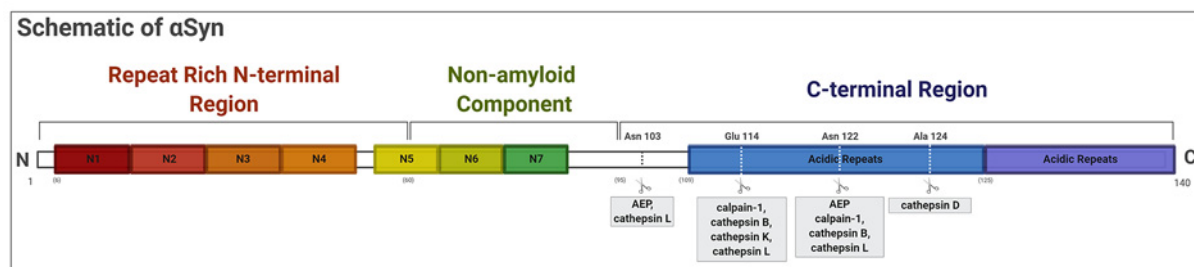 Schematic of αSyn
Repeat Rich N-terminal
Region
Non-amyloid
Component
C-terminal Region
Asn 103
Glu 114
Asn 122
Ala 124
N
N1
N2
N3
N4
N5
N6
N7
Acidic Repeats
Acidic Repeats
C
1
(5)
(60)
(95)
(109)
(125)
140
AEP,
cathepsin L
calpain-1,
cathepsin B,
cathepsin K,
cathepsin L
AEP
calpain-1,
cathepsin B,
cathepsin L
cathepsin D